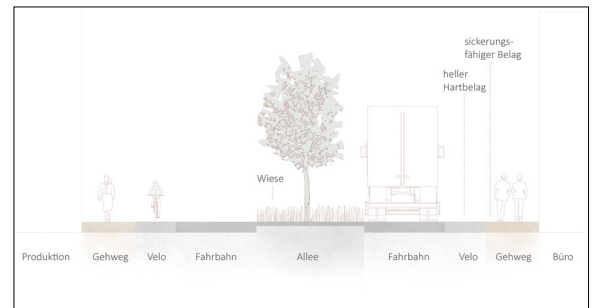 sickerungs-
fähiger Belag
heller
Hartbelag
Wiese
Produktion Gehweg Velo Fahrbahn Allee Fahrbahn Velo Gehweg Büro